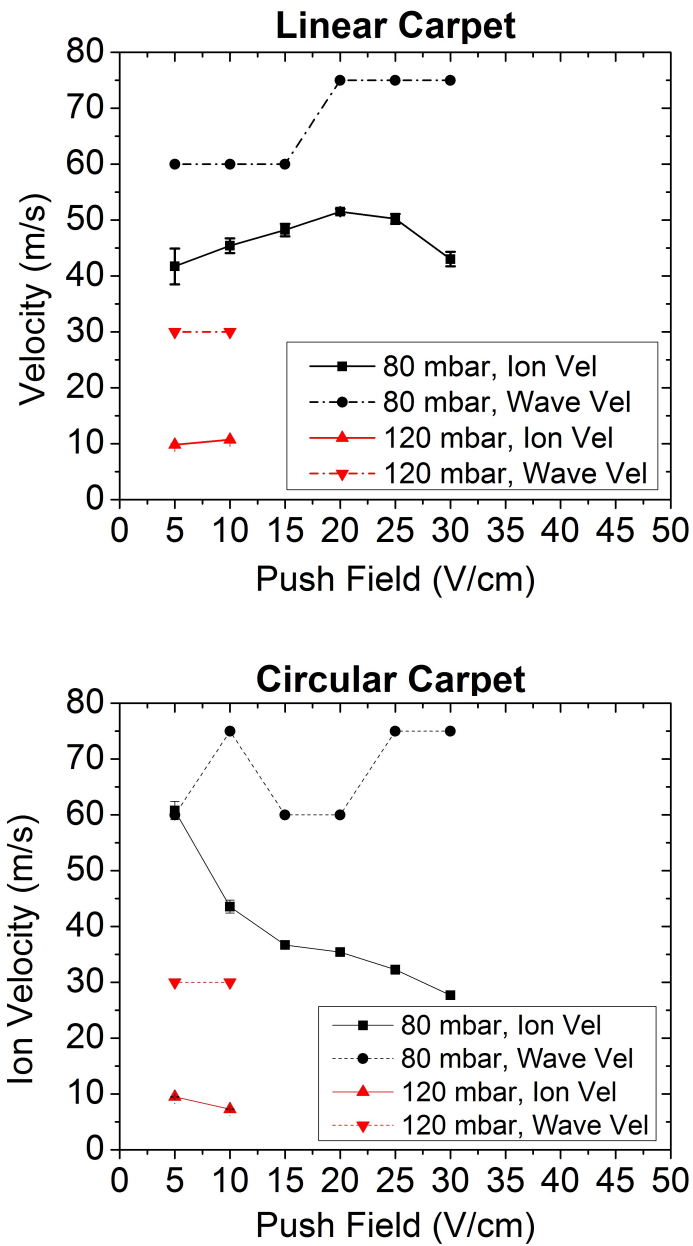 Linear Carpet
80
70
60
50
40
30
20
10
0
Velocity (m/s)
80 mbar, Ion Vel
80 mbar, Wave Vel
120 mbar, Ion Vel
120 mbar, Wave Vel
0 5 10 15 20 25 30 35 40 45 50
Push Field (V/cm)
Circular Carpet
80
70
60
50
40
30
20
10
0
Ion Velocity (m/s)
80 mbar, Ion Vel
80 mbar, Wave Vel
120 mbar, Ion Vel
120 mbar, Wave Vel
0 5 10 15 20 25 30 35 40 45 50
Push Field (V/cm)